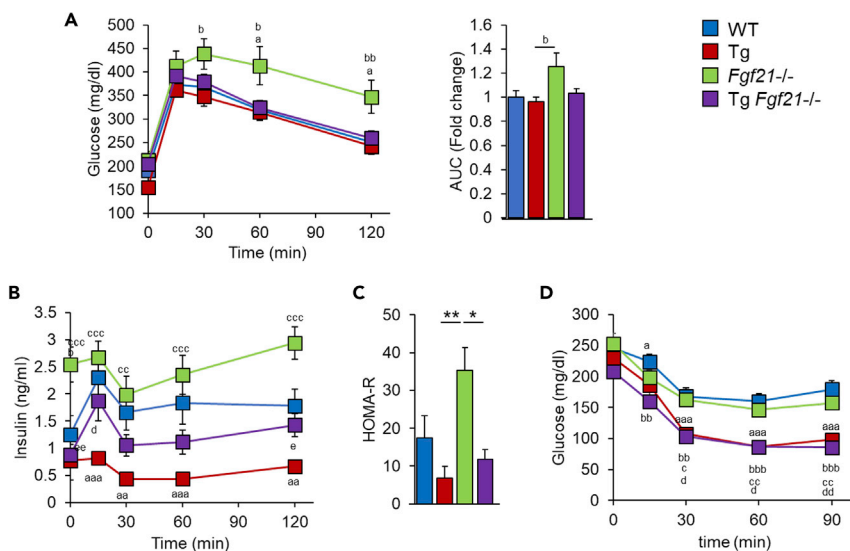 A
Glucose (mg/dl)
500
450
400
350
300
250
200
150
100
b
b
a
bb
a
0
30
60
90
120
Time (min)
AUC (Fold change)
1.6
1.4
1.2
1
0.8
0.6
0.4
0.2
0
b
WT
Tg
Fgf21-/-
Tg Fgf21-/-
B
Insulin (ng/ml)
3.5
3
2.5
2
1.5
1
0.5
0
ccc
b
ccc
cc
ccc
ccc
ee
d
e
aaa
aa
aaa
aa
0
30
60
90
120
Time (min)
C
HOMA-R
50
40
30
20
10
0
**
*
D
Glucose (mg/dl)
300
250
200
150
100
50
0
a
bb
aaa
aaa
aaa
bb
c
d
bbb
cc
d
bbb
cc
dd
0
30
60
90
time (min)